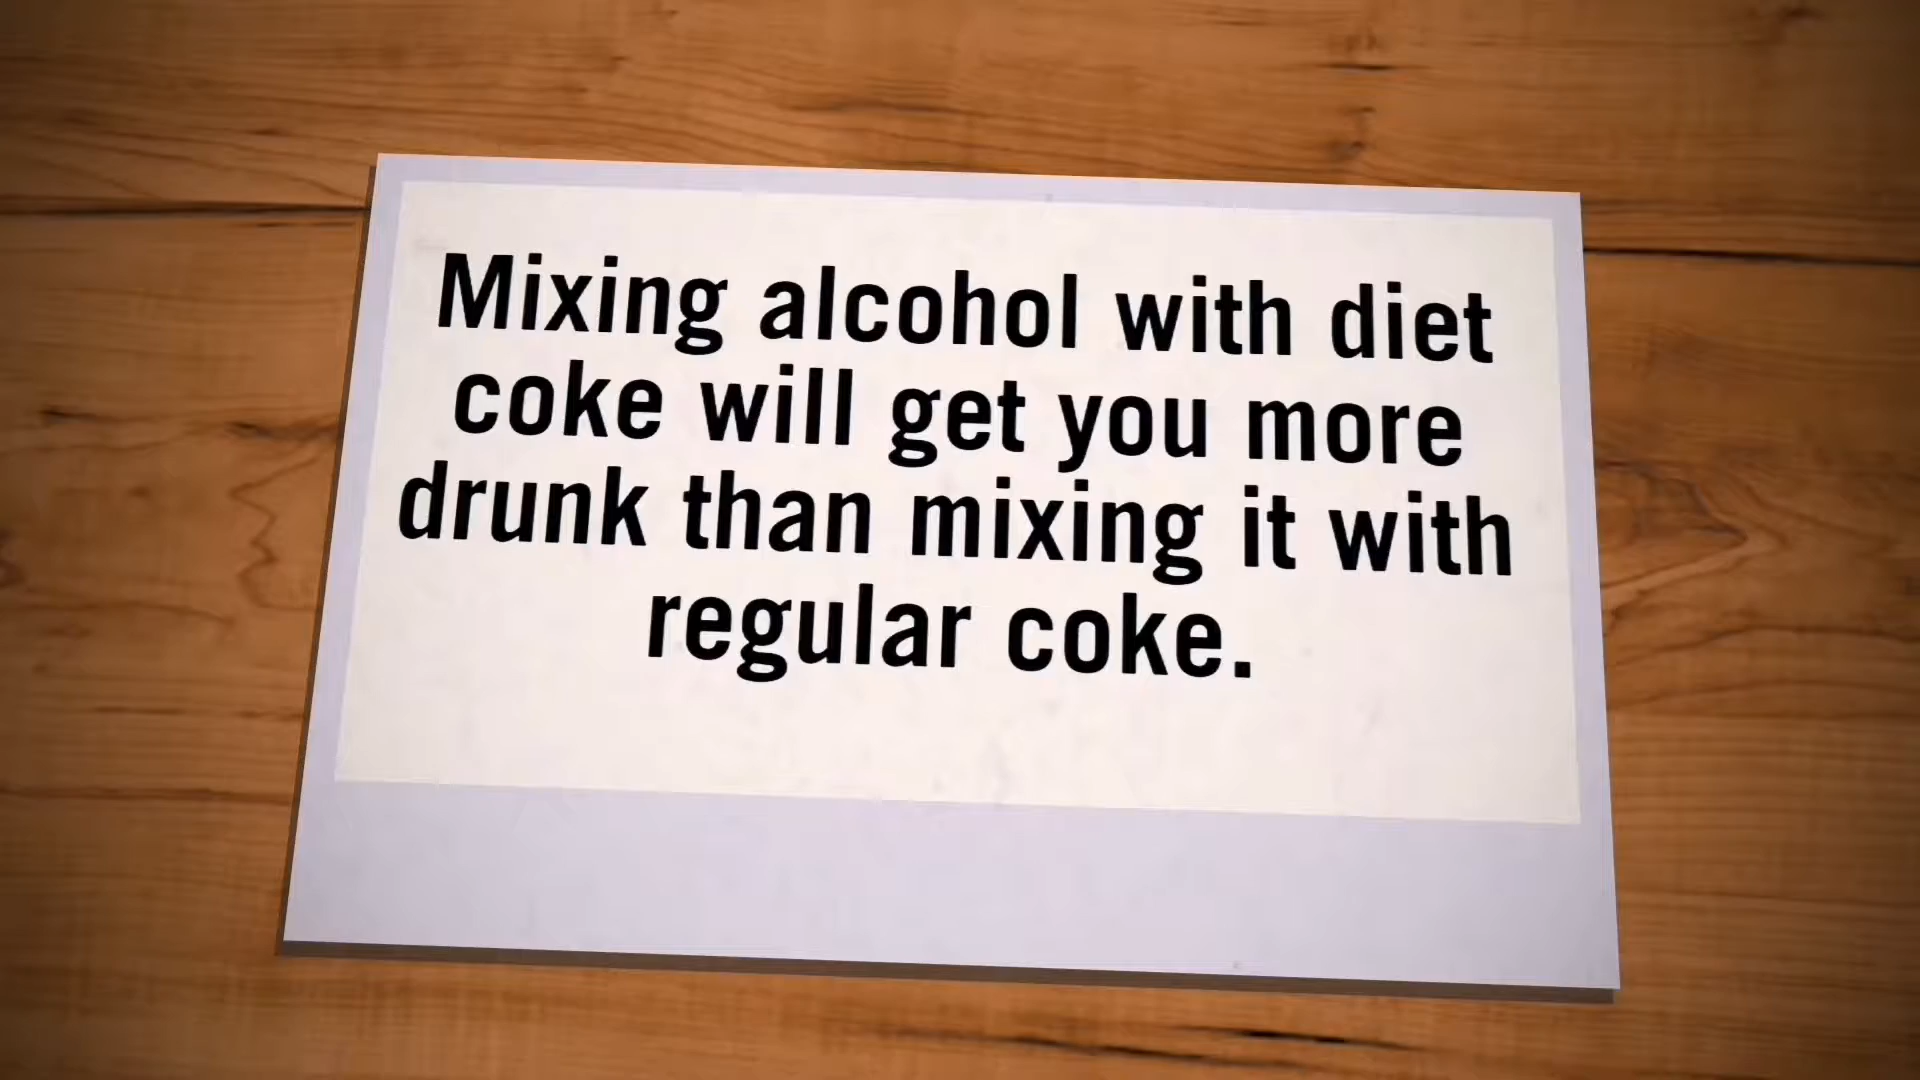 Mixing alcohol with diet
coke will get you more
drunk than mixing it with
regular coke.